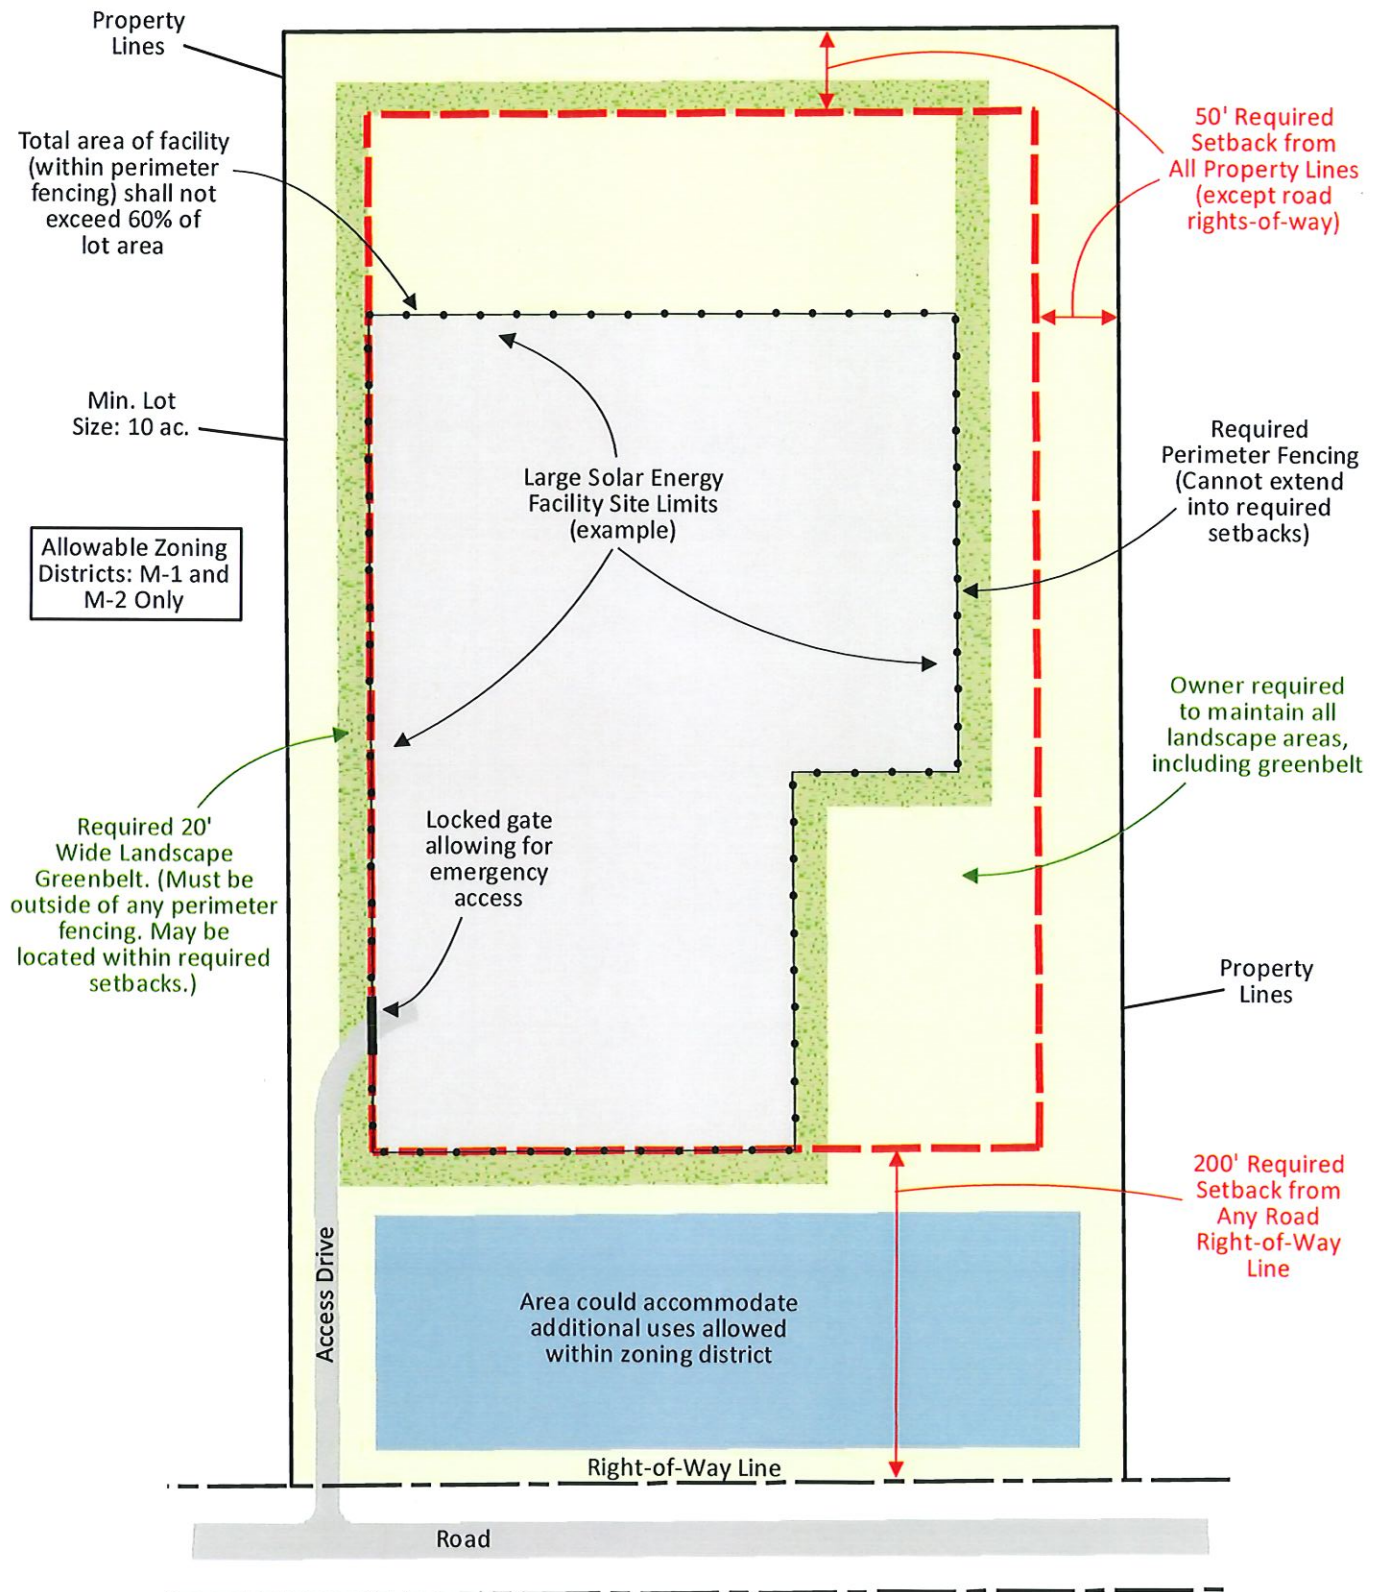 Property
Lines
Total area of facility
(within perimeter
fencing) shall not
exceed 60% of
lot area
50' Required
Setback from
All Property Lines
(except road
rights-of-way)
Min. Lot
Size: 10 ac.
Large Solar Energy
Facility Site Limits
(example)
Required
Perimeter Fencing
(Cannot extend
into required
setbacks)
Allowable Zoning
Districts: M-1 and
M-2 Only
Owner required
to maintain all
landscape areas,
including greenbelt
Required 20'
Wide Landscape
Greenbelt. (Must be
outside of any perimeter
fencing. May be
located within required
setbacks.)
Locked gate
allowing for
emergency
access
Property
Lines
200' Required
Setback from
Any Road
Right-of-Way
Line
Access Drive
Area could accommodate
additional uses allowed
within zoning district
Right-of-Way Line
Road